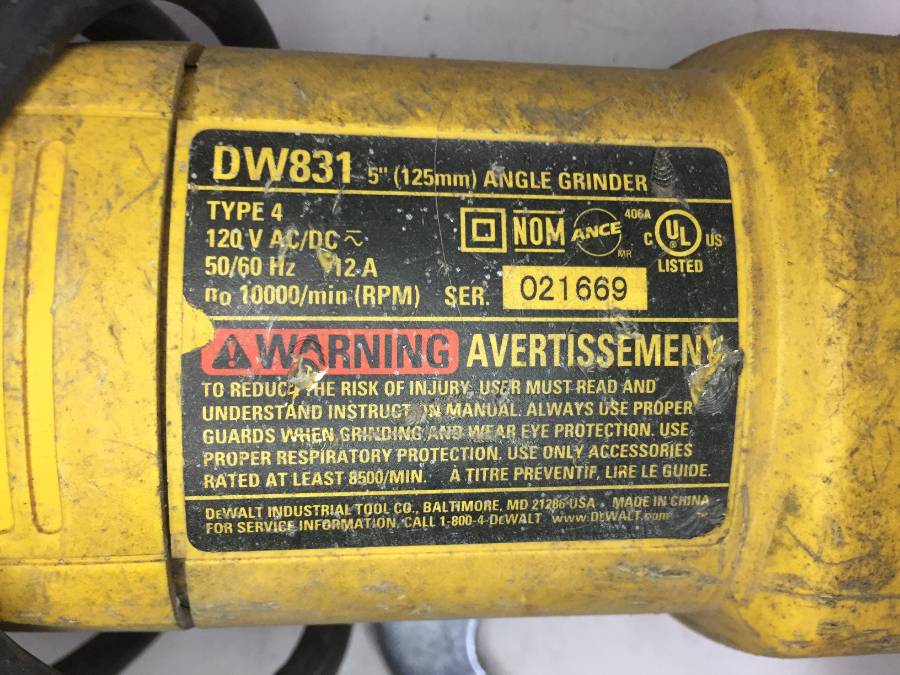 DW831 5" (125mm) ANGLE GRINDER
TYPE 4
120 V AC/DC ⎓∿
50/60 Hz 12 A
NOM ANCE MR 406A C UL ® US LISTED
no 10000/min (RPM) SER. 021669
WARNING AVERTISSEMENT
TO REDUCE THE RISK OF INJURY, USER MUST READ AND
UNDERSTAND INSTRUCTION MANUAL. ALWAYS USE PROPER
GUARDS WHEN GRINDING AND WEAR EYE PROTECTION. USE
PROPER RESPIRATORY PROTECTION. USE ONLY ACCESSORIES
RATED AT LEAST 8500/MIN. À TITRE PREVENTIF, LIRE LE GUIDE.
DEWALT INDUSTRIAL TOOL CO., BALTIMORE, MD 21286 USA MADE IN CHINA
FOR SERVICE INFORMATION, CALL 1-800-4-DEWALT www.DEWALT.com